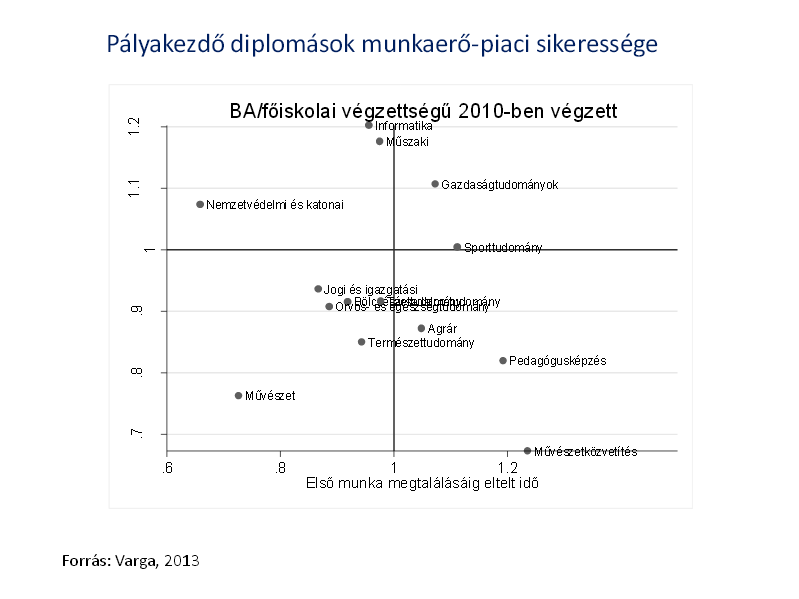 Pályakezdő diplomások munkaerő-piaci sikeressége
BA/főiskolai végzettségű 2010-ben végzett
1.2
Informatika
Műszaki
1.1
Gazdaságtudományok
Nemzetvédelmi és katonai
1
Sporttudomány
Jogi és igazgatási
.9
Orvos- és egészségtudomány
Agrár
Természettudomány
.8
Pedagógusképzés
Művészet
.7
Művészetközvetítés
.6 .8 1 1.2
Első munka megtalálásáig eltelt idő
Forrás: Varga, 2013